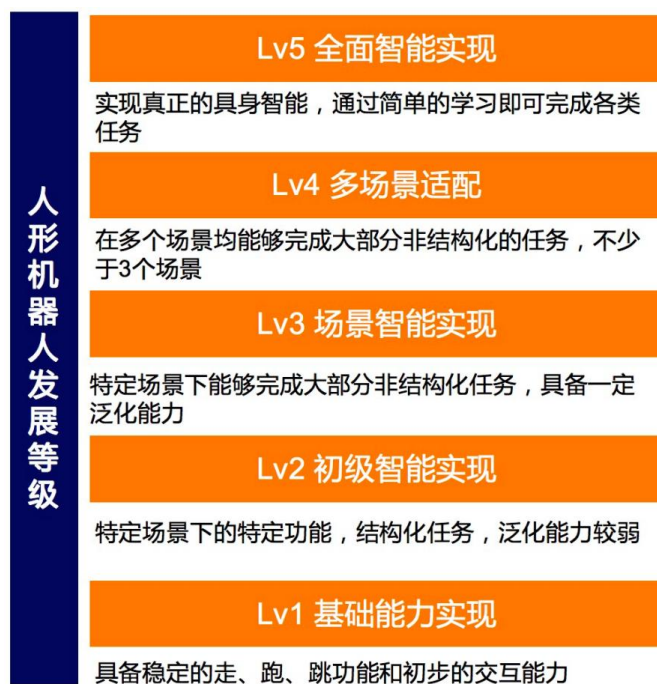 人形机器人发展等级
Lv5 全面智能实现
实现真正的具身智能，通过简单的学习即可完成各类
任务
Lv4 多场景适配
在多个场景均能够完成大部分非结构化的任务，不少
于3个场景
Lv3 场景智能实现
特定场景下能够完成大部分非结构化任务，具备一定
泛化能力
Lv2 初级智能实现
特定场景下的特定功能，结构化任务，泛化能力较弱
Lv1 基础能力实现
具备稳定的走、跑、跳功能和初步的交互能力